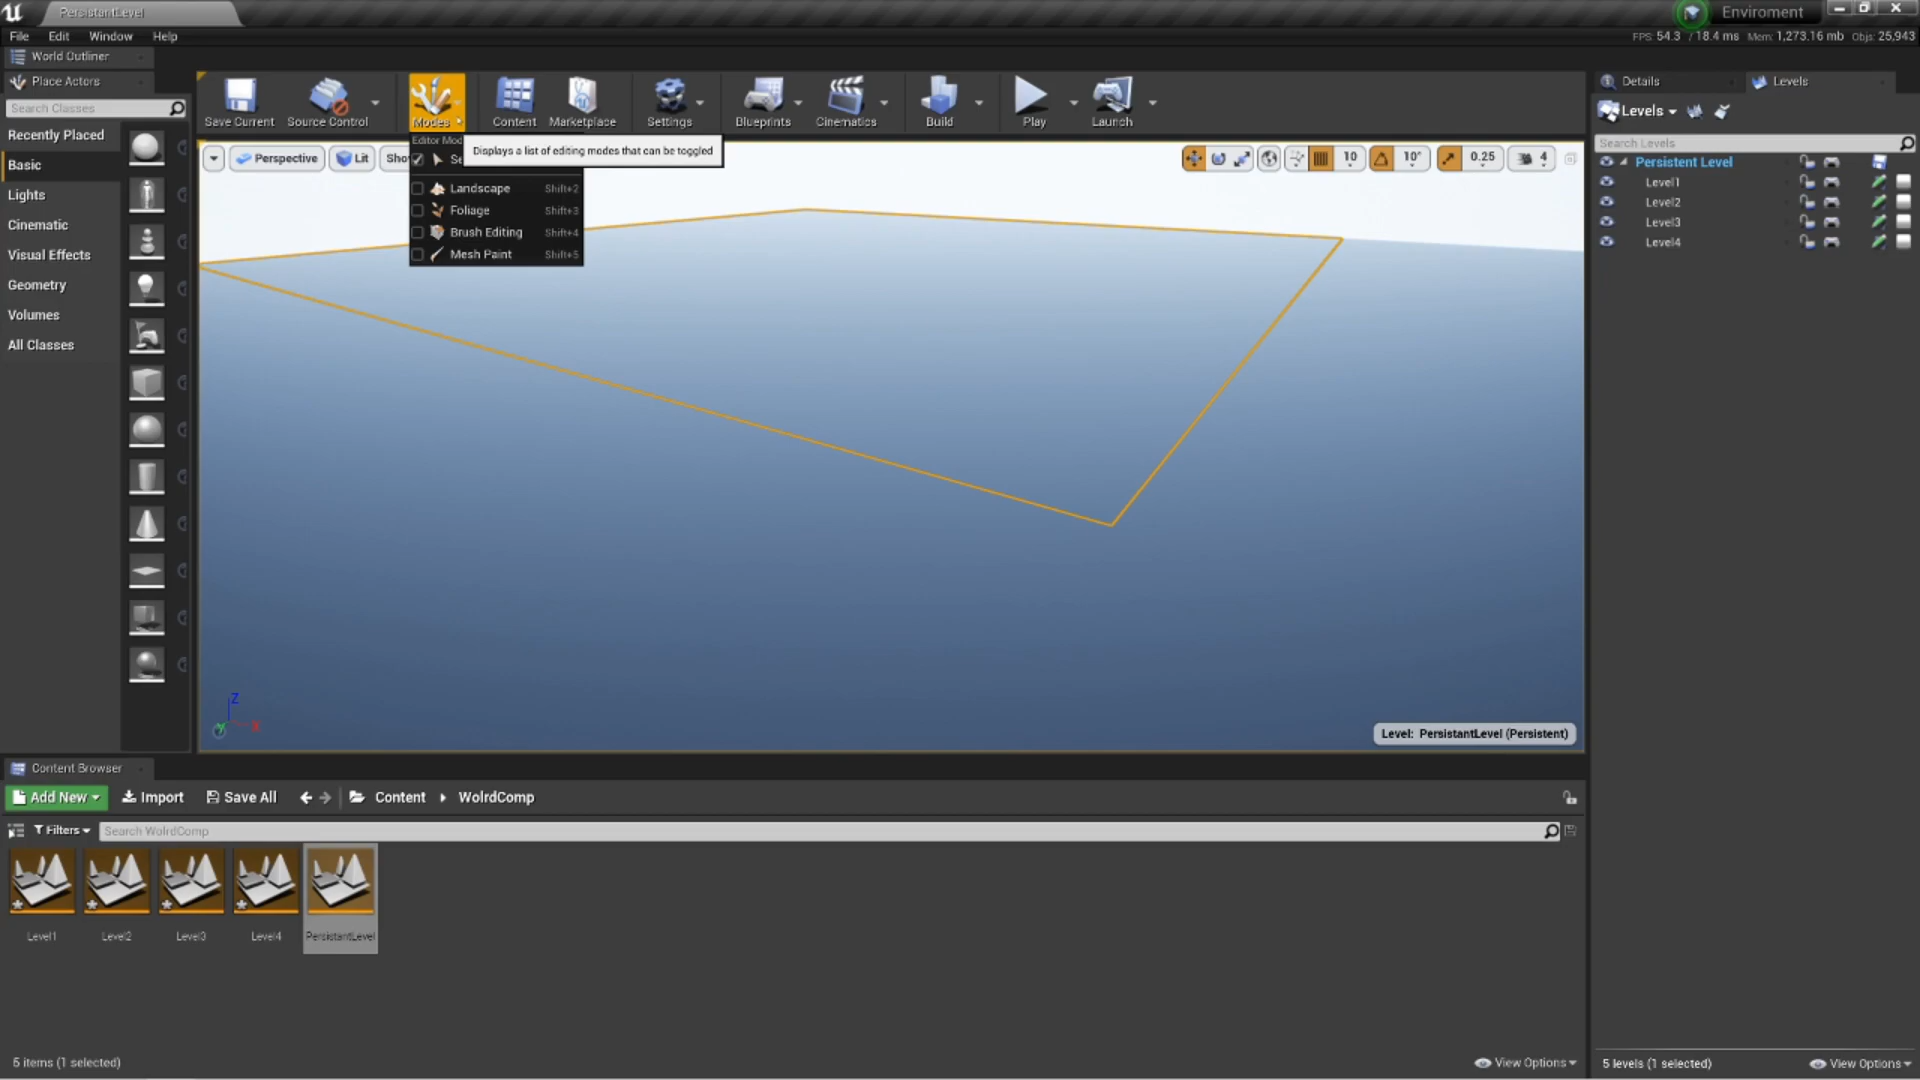 PersistantLevel
Enviroment
File Edit Window Help
FPS: 54.3 / 18.4 ms Mem: 1,273.16 mb Objs: 25,943
World Outliner
Place Actors
Search Classes
Recently Placed
Basic
Lights
Cinematic
Visual Effects
Geometry
Volumes
All Classes
Save Current
Source Control
Modes
Content
Marketplace
Settings
Blueprints
Cinematics
Build
Play
Launch
Perspective
Lit
Editor Mod
Displays a list of editing modes that can be toggled
Landscape Shift+2
Foliage Shift+3
Brush Editing Shift+4
Mesh Paint Shift+5
10
10°
0.25
4
Z
X
Level: PersistantLevel (Persistent)
Details
Levels
Levels
Search Levels
Persistent Level
Level1
Level2
Level3
Level4
5 levels (1 selected)
View Options
Content Browser
Add New Import Save All Content WolrdComp
Filters Search WolrdComp
Level1
Level2
Level3
Level4
PersistantLevel
5 items (1 selected)
View Options